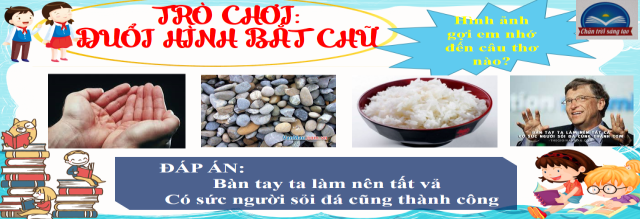 TRÒ CHƠI:
ĐUỔI HÌNH BẮT CHỮ
Hình ảnh
gợi em nhớ
đến câu thơ
nào?
Chân trời sáng tạo
BÀN TAY TA LÀM NÊN TẤT CẢ
CÓ SỨC NGƯỜI SỎI ĐÁ CŨNG THÀNH CƠM
ĐÁP ÁN:
Bàn tay ta làm nên tất vả
Có sức người sỏi đá cũng thành công